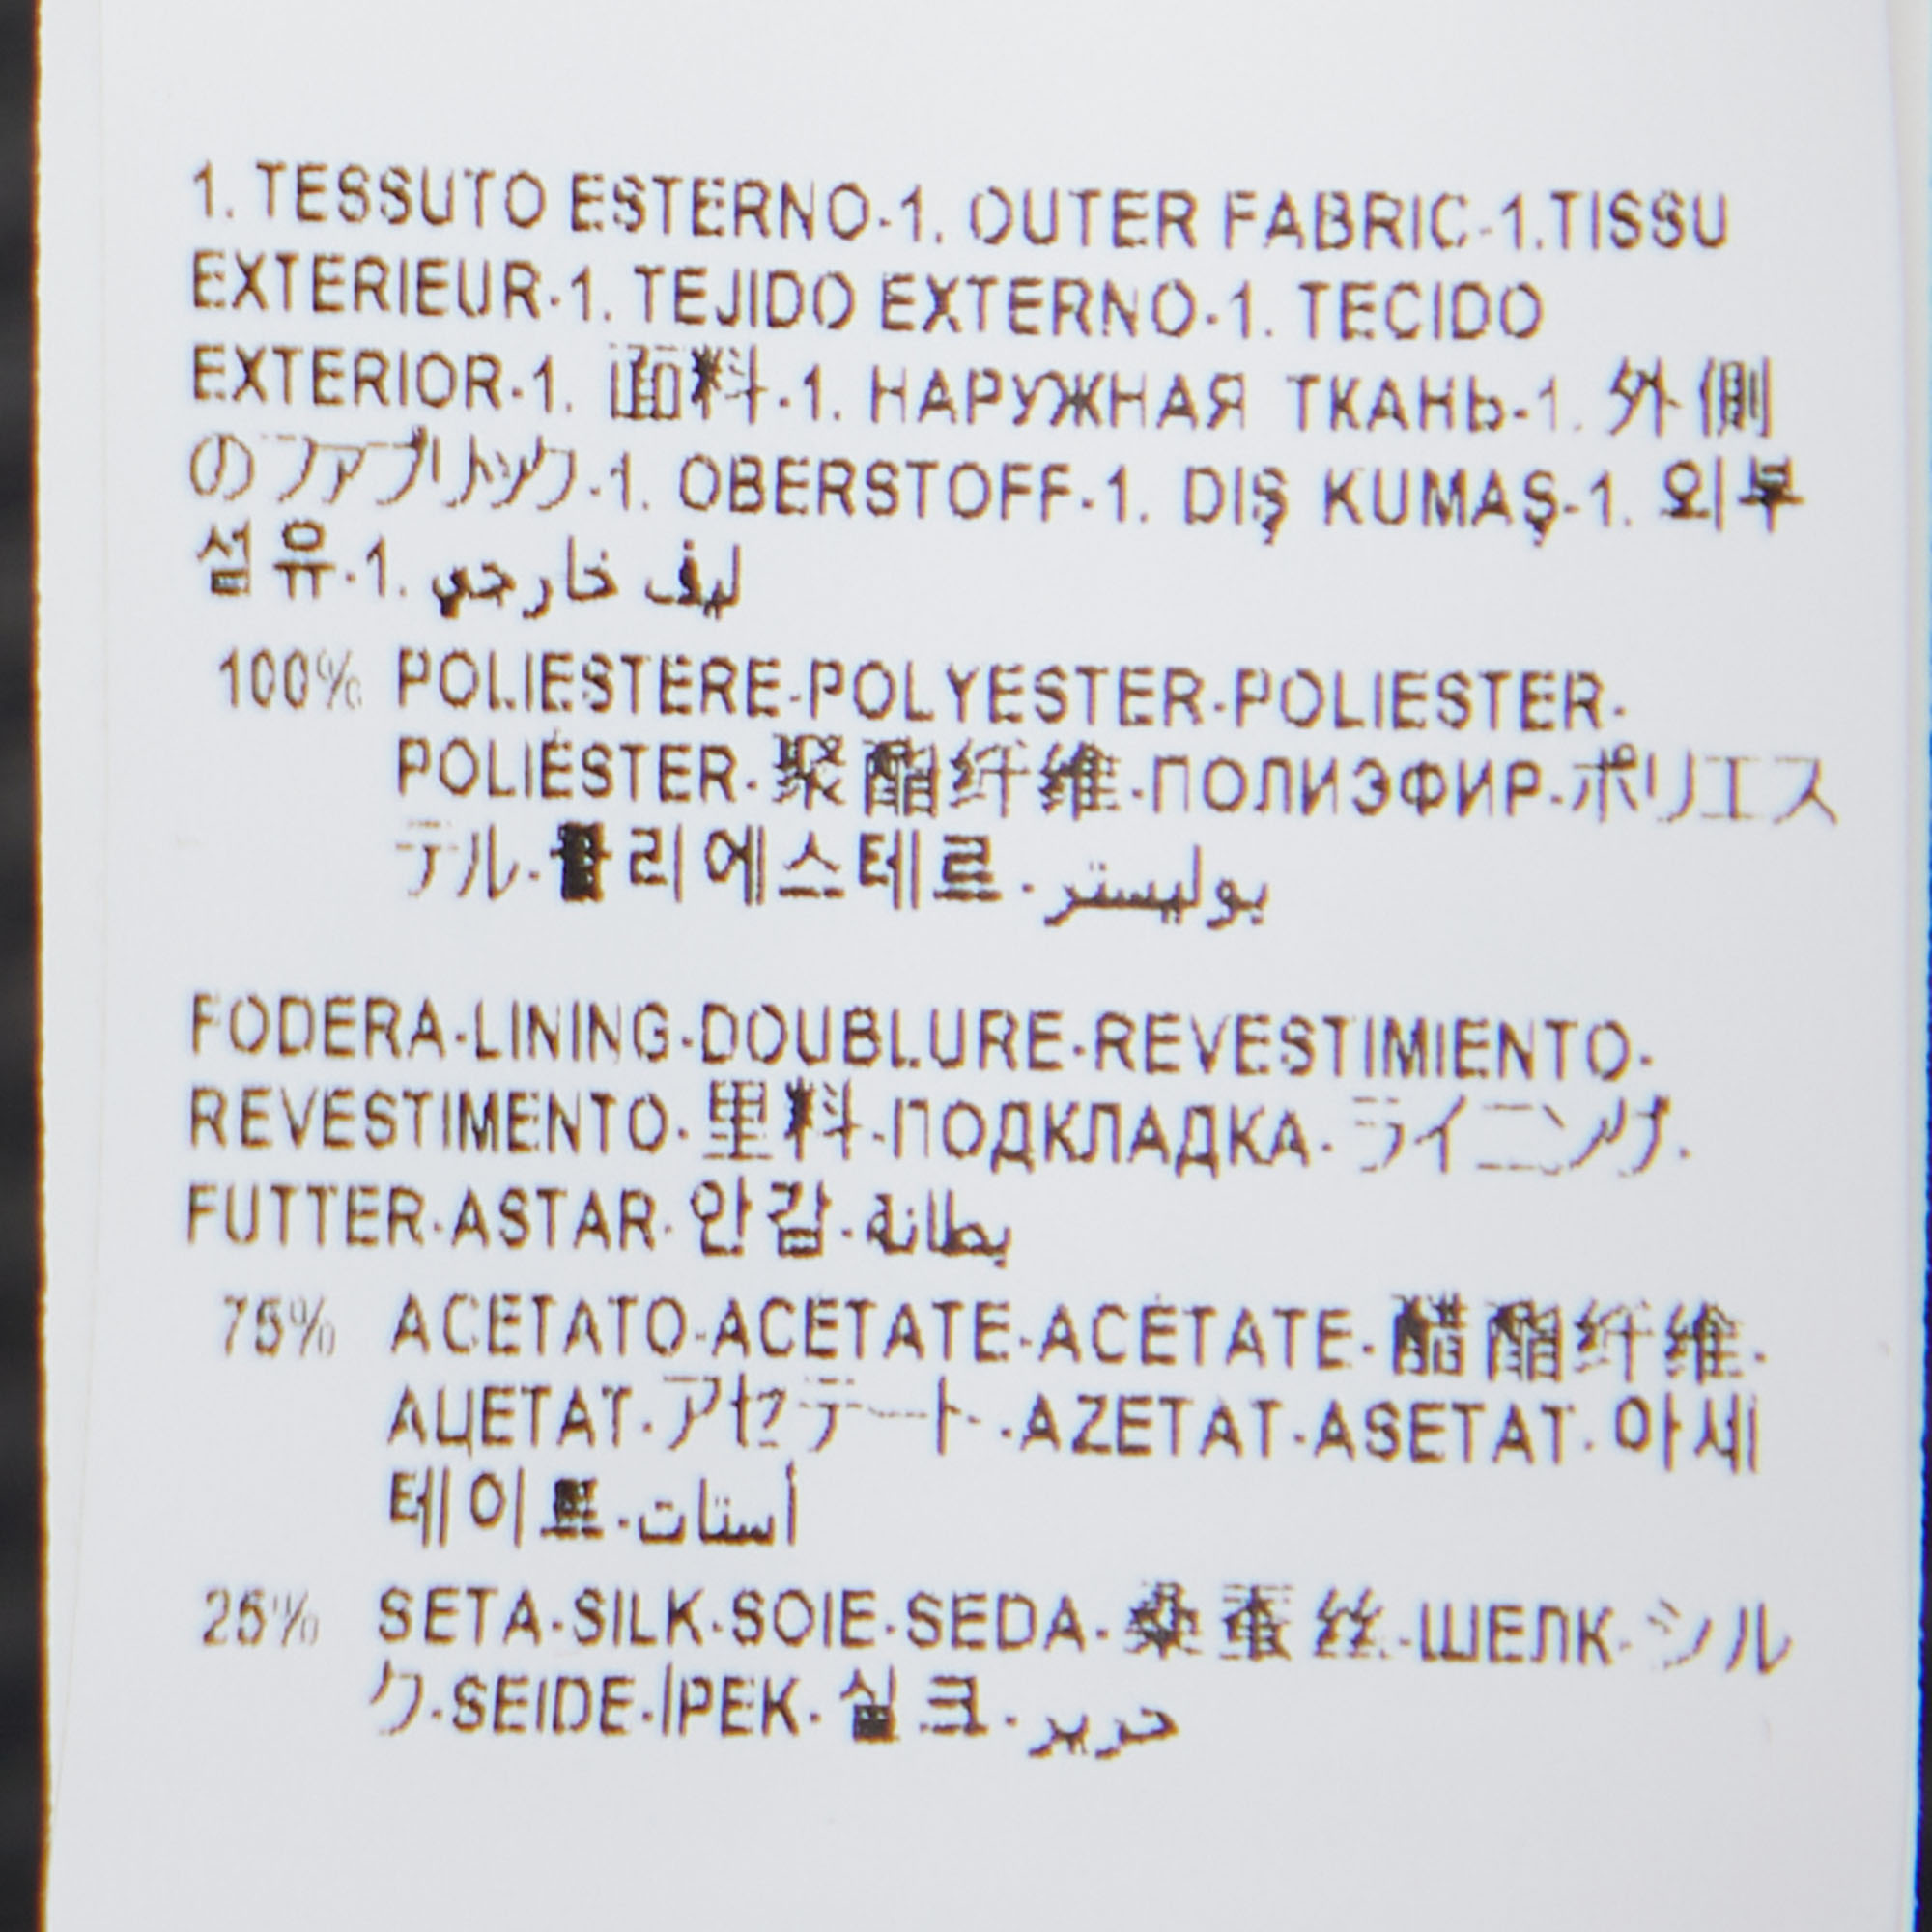 1. TESSUTO ESTERNO-1. OUTER FABRIC-1.TISSU
EXTERIEUR-1. TEJIDO EXTERNO-1. TECIDO
EXTERIOR-1. 面料-1. НАРУЖНАЯ ТКАНЬ-1. 外側
のファブリック-1. OBERSTOFF-1. DIŞ KUMAŞ-1. 외부
섬유-1. ليف خارجي
100% POLIESTERE-POLYESTER-POLIESTER-
POLIÉSTER-聚酯纤维-ПОЛИЭФИР-ポリエス
テル-폴리에스테르-بوليستر
FODERA-LINING-DOUBLURE-REVESTIMIENTO-
REVESTIMENTO-里料-ПОДКЛАДКА-ライニング-
FUTTER-ASTAR-안감-بطانة
75% ACETATO-ACETATE-ACÉTATE-醋酯纤维-
АЦЕТАТ-アセテート-AZETAT-ASETAT-아세
테이트-أستات
25% SETA-SILK-SOIE-SEDA-桑蚕丝-ШЕЛК-シル
ク-SEIDE-İPEK-실크-حرير